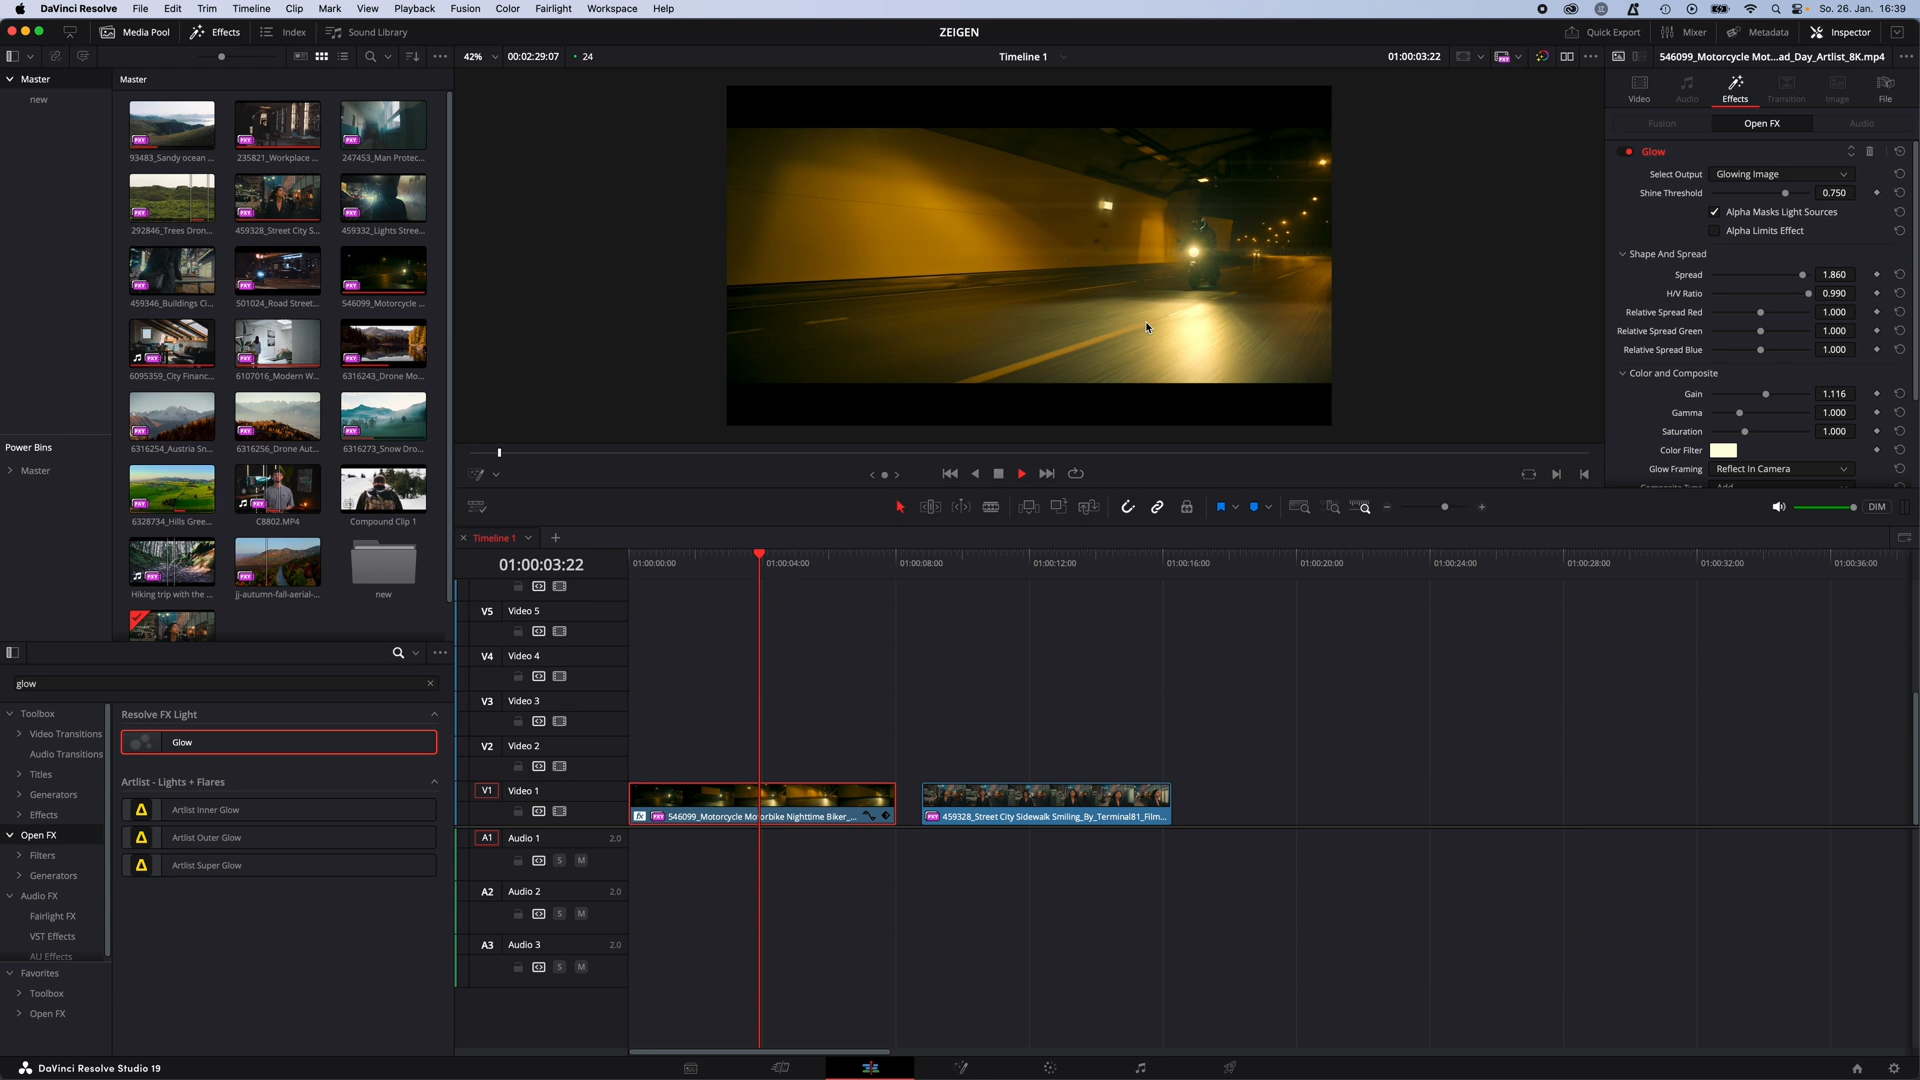 DaVinci Resolve File Edit Trim Timeline Clip Mark View Playback Fusion Color Fairlight Workspace Help So. 26. Jan. 16:39
Media Pool Effects Index Sound Library ZEIGEN Quick Export Mixer Metadata Inspector
42% 00:02:29:07 24 Timeline 1 01:00:03:22 546099_Motorcycle Mot...ad_Day_Artlist_8K.mp4
Master
new
Master
93483_Sandy ocean ... 235821_Workplace ... 247453_Man Protec...
292846_Trees Dron... 459328_Street City S... 459332_Lights Stree...
459346_Buildings Cl... 501024_Road Street... 546099_Motorcycle ...
6095359_City Financ... 6107016_Modern W... 6316243_Drone Mo...
6316254_Austria Sn... 6316256_Drone Aut... 6316273_Snow Dro...
6328734_Hills Gree... C8802.MP4 Compound Clip 1
Hiking trip with the ... jj-autumn-fall-aerial-... new
Power Bins
Master
Video Audio Effects Transition Image File
Fusion Open FX Audio
Glow
Select Output Glowing Image
Shine Threshold 0.750
Alpha Masks Light Sources
Alpha Limits Effect
Shape And Spread
Spread 1.860
H/V Ratio 0.990
Relative Spread Red 1.000
Relative Spread Green 1.000
Relative Spread Blue 1.000
Color and Composite
Gain 1.116
Gamma 1.000
Saturation 1.000
Color Filter
Glow Framing Reflect In Camera
DIM
Timeline 1
01:00:03:22 01:00:00:00 01:00:04:00 01:00:08:00 01:00:12:00 01:00:16:00 01:00:20:00 01:00:24:00 01:00:28:00 01:00:32:00 01:00:36:00
V5 Video 5
V4 Video 4
V3 Video 3
V2 Video 2
V1 Video 1
fx PXY 546099_Motorcycle Motorbike Nighttime Biker_... PXY 459328_Street City Sidewalk Smiling_By_Terminal81_Film...
A1 Audio 1 2.0
S M
A2 Audio 2 2.0
S M
A3 Audio 3 2.0
S M
glow
Toolbox
Video Transitions
Audio Transitions
Titles
Generators
Effects
Open FX
Filters
Generators
Audio FX
Fairlight FX
VST Effects
AU Effects
Favorites
Toolbox
Open FX
Resolve FX Light
Glow
Artlist - Lights + Flares
Artlist Inner Glow
Artlist Outer Glow
Artlist Super Glow
DaVinci Resolve Studio 19